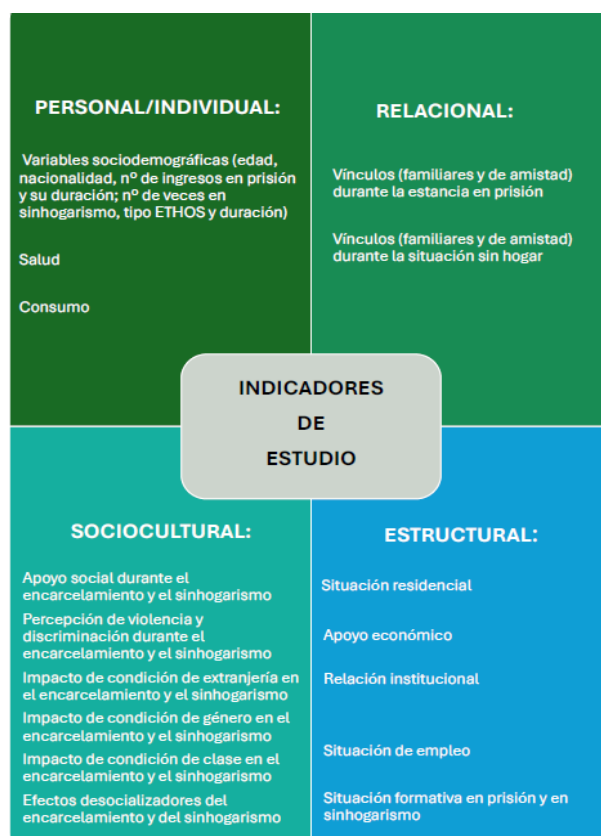 PERSONAL/INDIVIDUAL:
Variables sociodemográficas (edad,
nacionalidad, nº de ingresos en prisión
y su duración; nº de veces en
sinhogarismo, tipo ETHOS y duración)
Salud
Consumo
RELACIONAL:
Vínculos (familiares y de amistad)
durante la estancia en prisión
Vínculos (familiares y de amistad)
durante la situación sin hogar
INDICADORES
DE
ESTUDIO
SOCIOCULTURAL:
Apoyo social durante el
encarcelamiento y el sinhogarismo
Percepción de violencia y
discriminación durante el
encarcelamiento y el sinhogarismo
Impacto de condición de extranjería en
el encarcelamiento y el sinhogarismo
Impacto de condición de género en el
encarcelamiento y el sinhogarismo
Impacto de condición de clase en el
encarcelamiento y el sinhogarismo
Efectos desocializadores del
encarcelamiento y del sinhogarismo
ESTRUCTURAL:
Situación residencial
Apoyo económico
Relación institucional
Situación de empleo
Situación formativa en prisión y en
sinhogarismo